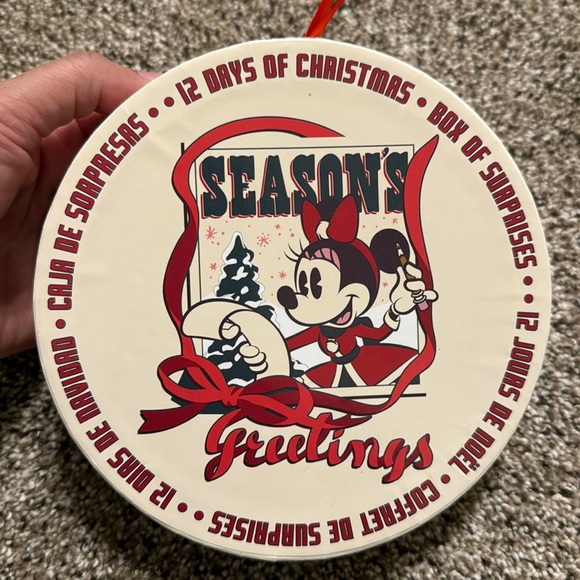 12 DAYS OF CHRISTMAS • BOX OF SURPRISES • • 12 JOURS DE NOËL • COFFRET DE SURPRISES • • 12 DIAS DE NAVIDAD • CAJA DE SORPRESAS • •
SEASON'S
Greetings